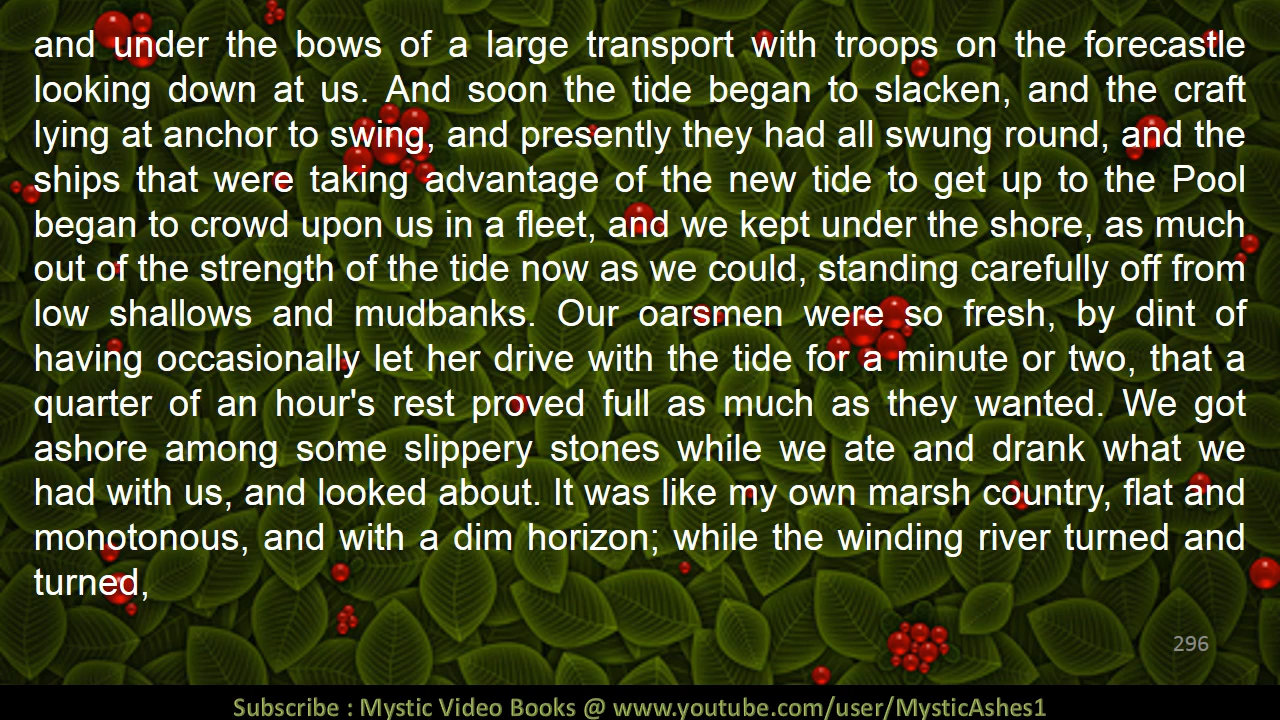 and under the bows of a large transport with troops on the forecastle
looking down at us. And soon the tide began to slacken, and the craft
lying at anchor to swing, and presently they had all swung round, and the
ships that were taking advantage of the new tide to get up to the Pool
began to crowd upon us in a fleet, and we kept under the shore, as much
out of the strength of the tide now as we could, standing carefully off from
low shallows and mudbanks. Our oarsmen were so fresh, by dint of
having occasionally let her drive with the tide for a minute or two, that a
quarter of an hour's rest proved full as much as they wanted. We got
ashore among some slippery stones while we ate and drank what we
had with us, and looked about. It was like my own marsh country, flat and
monotonous, and with a dim horizon; while the winding river turned and
turned,
296
Subscribe : Mystic Video Books @ www.youtube.com/user/MysticAshes1